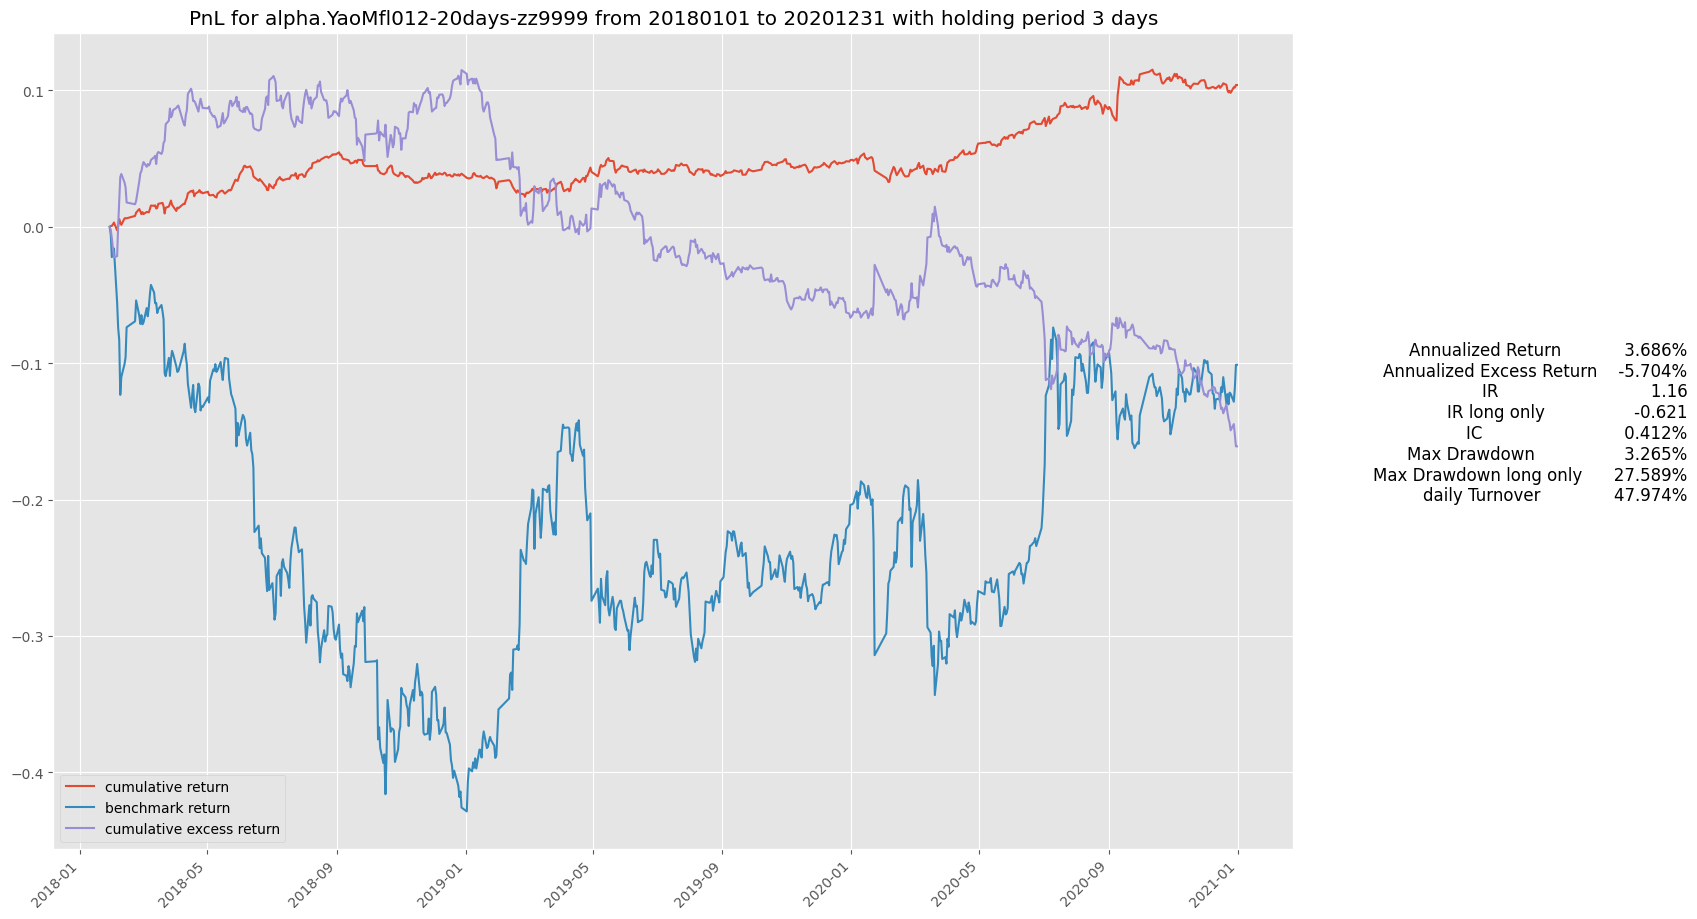 PnL for alpha.YaoMfl012-20days-zz9999 from 20180101 to 20201231 with holding period 3 days
0.1
0.0
−0.1
−0.2
−0.3
−0.4
Annualized Return 3.686%
Annualized Excess Return -5.704%
IR 1.16
IR long only -0.621
IC 0.412%
Max Drawdown 3.265%
Max Drawdown long only 27.589%
daily Turnover 47.974%
cumulative return
benchmark return
cumulative excess return
2018-01
2018-05
2018-09
2019-01
2019-05
2019-09
2020-01
2020-05
2020-09
2021-01